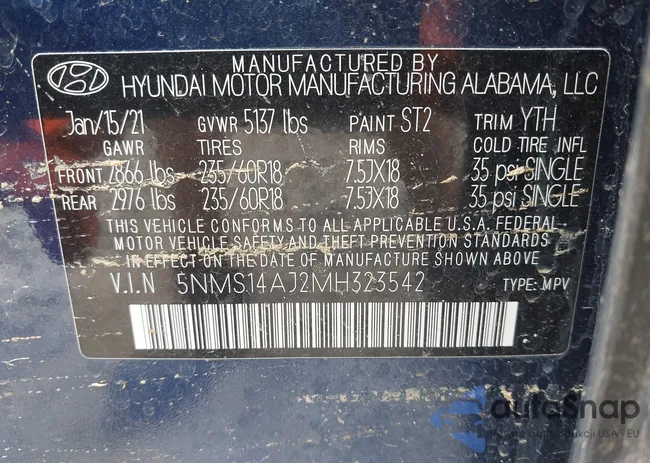 MANUFACTURED BY
HYUNDAI MOTOR MANUFACTURING ALABAMA, LLC
Jan/15/21 GVWR 5137 lbs PAINT ST2 TRIM YTH
GAWR TIRES RIMS COLD TIRE INFL
FRONT 2866 lbs 235/60R18 7.5JX18 35 psi SINGLE
REAR 2976 lbs 235/60R18 7.5JX18 35 psi SINGLE
THIS VEHICLE CONFORMS TO ALL APPLICABLE U.S.A. FEDERAL
MOTOR VEHICLE SAFETY AND THEFT PREVENTION STANDARDS
IN EFFECT ON THE DATE OF MANUFACTURE SHOWN ABOVE
V.I.N 5NMS14AJ2MH323542 TYPE: MPV
autoSnap
USA i EU